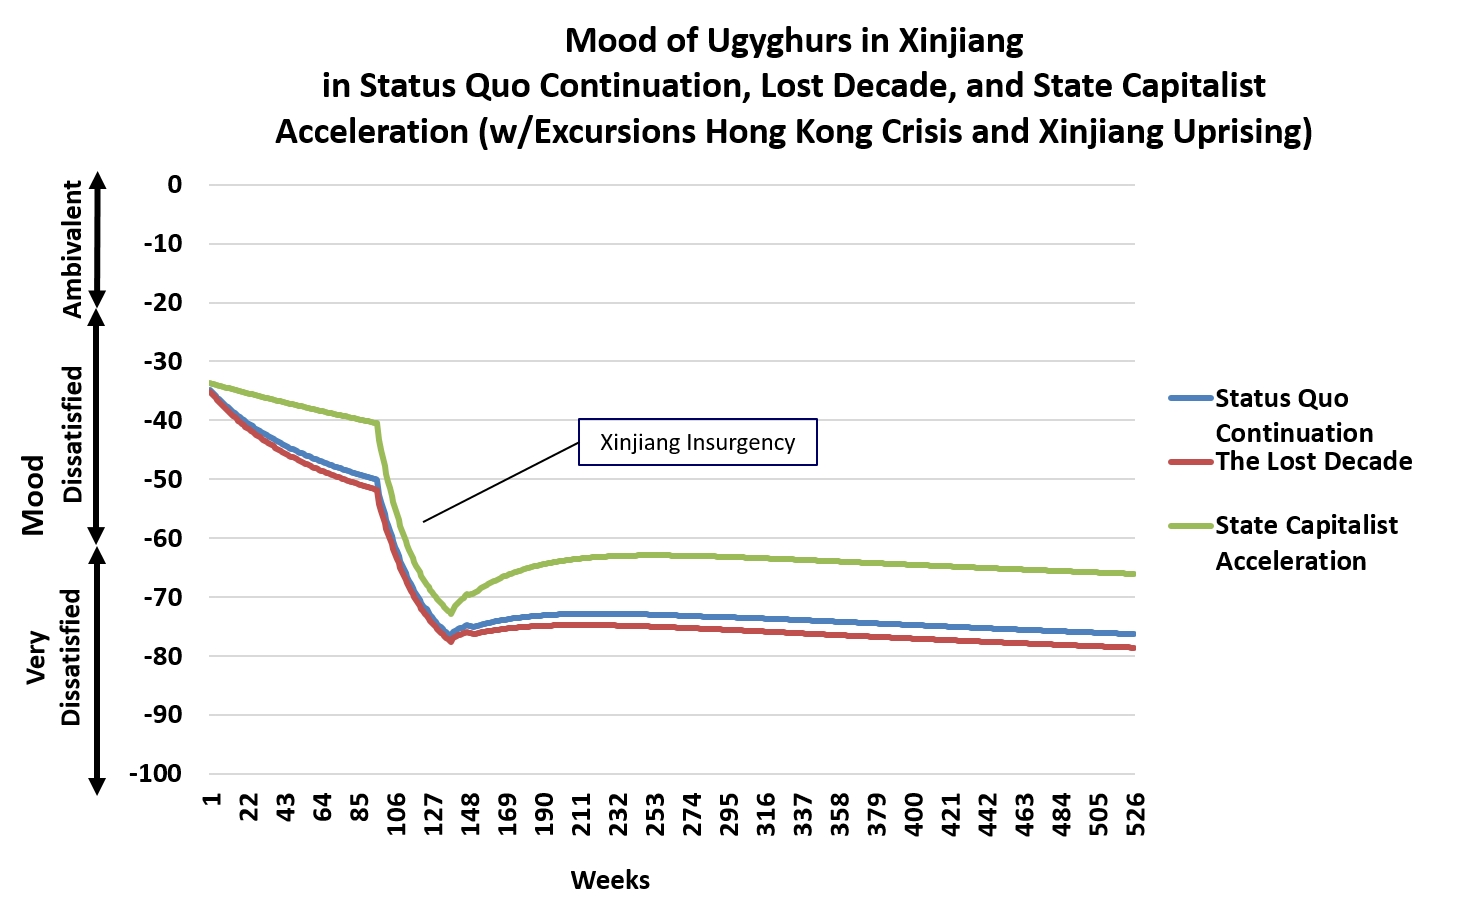 Mood of Ugyghurs in Xinjiang
in Status Quo Continuation, Lost Decade, and State Capitalist
Acceleration (w/Excursions Hong Kong Crisis and Xinjiang Uprising)
Mood
Ambivalent
Dissatisfied
Very
Dissatisfied
0
-10
-20
-30
-40
-50
-60
-70
-80
-90
-100
Xinjiang Insurgency
Status Quo
Continuation
The Lost Decade
State Capitalist
Acceleration
1 22 43 64 85 106 127 148 169 190 211 232 253 274 295 316 337 358 379 400 421 442 463 484 505 526
Weeks